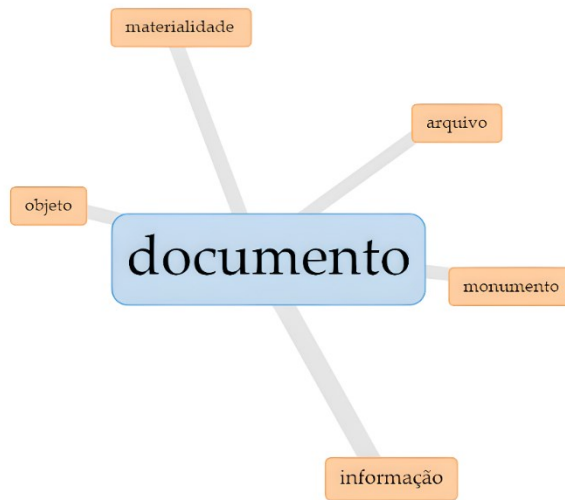 materialidade
arquivo
objeto
documento
monumento
informação